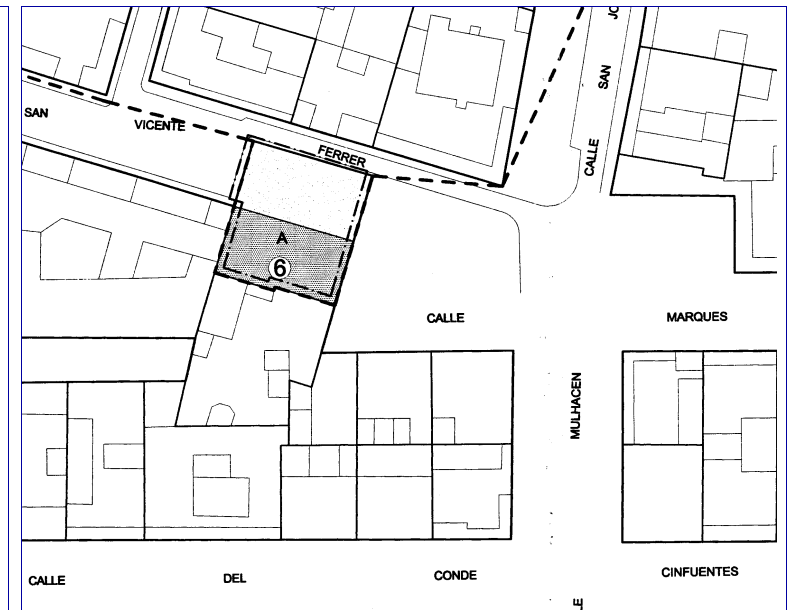 SAN
VICENTE
FERRER
CALLE
SAN
A
6
CALLE
MARQUES
MULHACEN
CALLE
DEL
CONDE
CINFUENTES